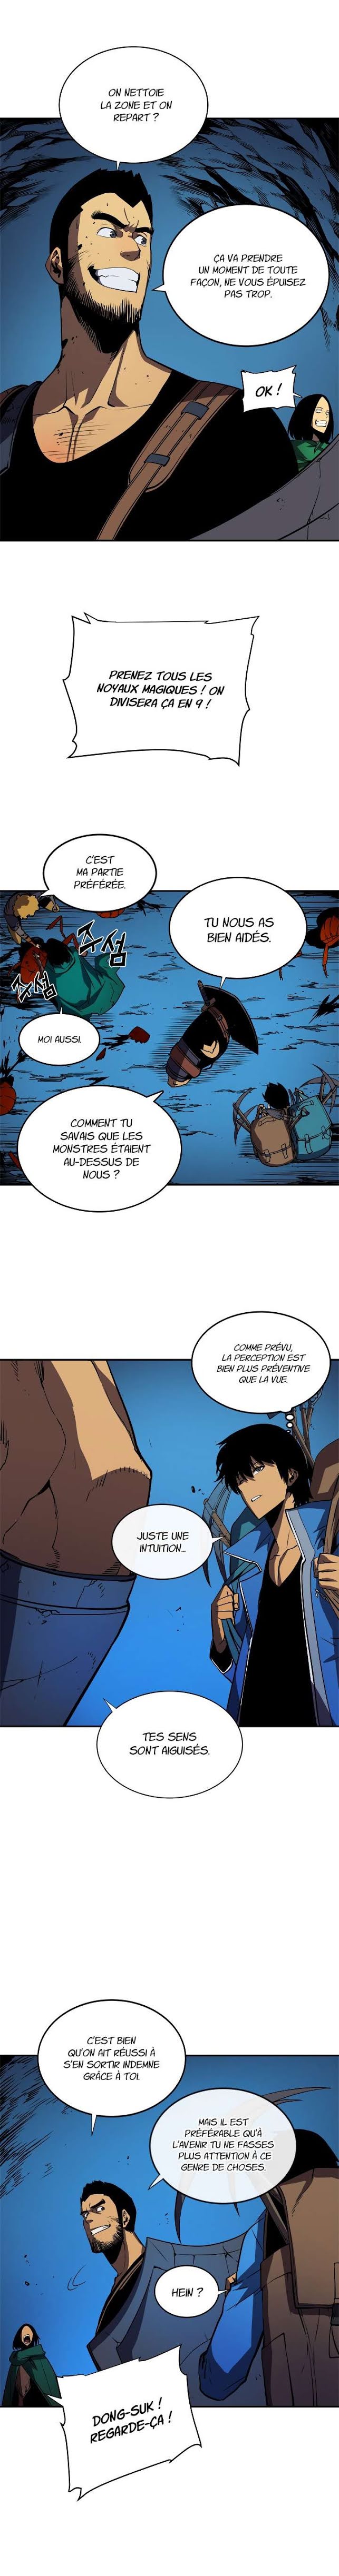 ON NETTOIE
LA ZONE ET ON
REPART ?
ÇA VA PRENDRE
UN MOMENT DE TOUTE
FAÇON, NE VOUS ÉPUISEZ
PAS TROP.
OK !
PRENEZ TOUS LES
NOYAUX MAGIQUES ! ON
DIVISERA ÇA EN 9 !
C'EST
MA PARTIE
PRÉFÉRÉE.
TU NOUS AS
BIEN AIDÉS.
주섬
주섬
MOI AUSSI.
COMMENT TU
SAVAIS QUE LES
MONSTRES ÉTAIENT
AU-DESSUS DE
NOUS ?
COMME PRÉVU,
LA PERCEPTION EST
BIEN PLUS PRÉVENTIVE
QUE LA VUE.
JUSTE UNE
INTUITION...
TES SENS
SONT AIGUISÉS.
C'EST BIEN
QU'ON AIT RÉUSSI À
S'EN SORTIR INDEMNE
GRÂCE À TOI.
MAIS IL EST
PRÉFÉRABLE QU'À
L'AVENIR TU NE FASSES
PLUS ATTENTION À CE
GENRE DE CHOSES.
HEIN ?
DONG-SUK !
REGARDE-ÇA !